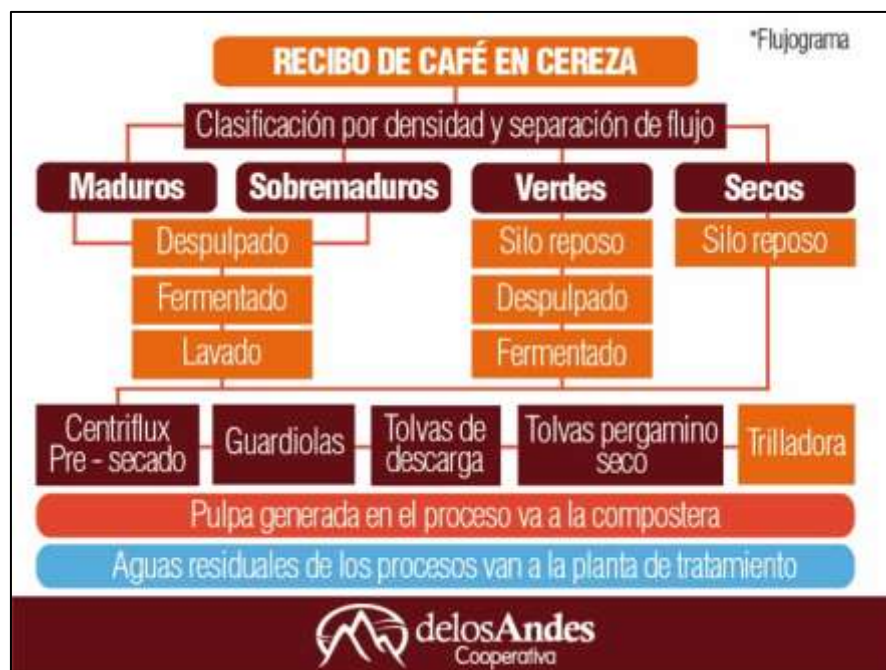 *Flujograma
RECIBO DE CAFÉ EN CEREZA
Clasificación por densidad y separación de flujo
Maduros
Sobremaduros
Verdes
Secos
Despulpado
Silo reposo
Silo reposo
Fermentado
Despulpado
Lavado
Fermentado
Centriflux
Pre - secado
Guardiolas
Tolvas de
descarga
Tolvas pergamino
seco
Trilladora
Pulpa generada en el proceso va a la compostera
Aguas residuales de los procesos van a la planta de tratamiento
delosAndes
Cooperativa